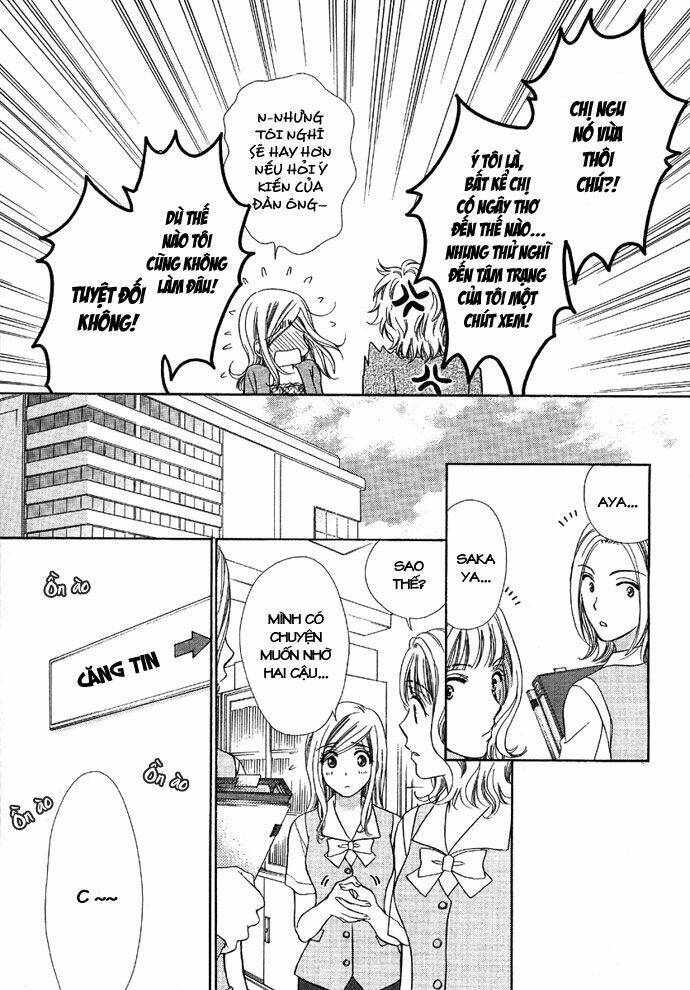 CHỊ NGU
NÓ VỪA
THÔI
CHÚ?!
Ý TÔI LÀ,
BẤT KỂ CHỊ
CÓ NGÂY THƠ
ĐẾN THẾ NÀO...
NHƯNG THỬ NGHĨ
ĐẾN TÂM TRẠNG
CỦA TÔI MỘT
CHÚT XEM!
N-NHƯNG
TÔI NGHĨ
SẼ HAY HƠN
NẾU HỎI Ý
KIẾN CỦA
ĐÀN ÔNG-
DÙ THẾ
NÀO TÔI
CŨNG KHÔNG
LÀM ĐÂU!
TUYỆT ĐỐI
KHÔNG!
AYA...
SAKA
YA...
SAO
THẾ?
MÌNH CÓ
CHUYỆN
MUỐN NHỜ
HAI CẬU...
Ồn ào
CĂNG TIN
Ồn ào
Ồn ào
C ~~